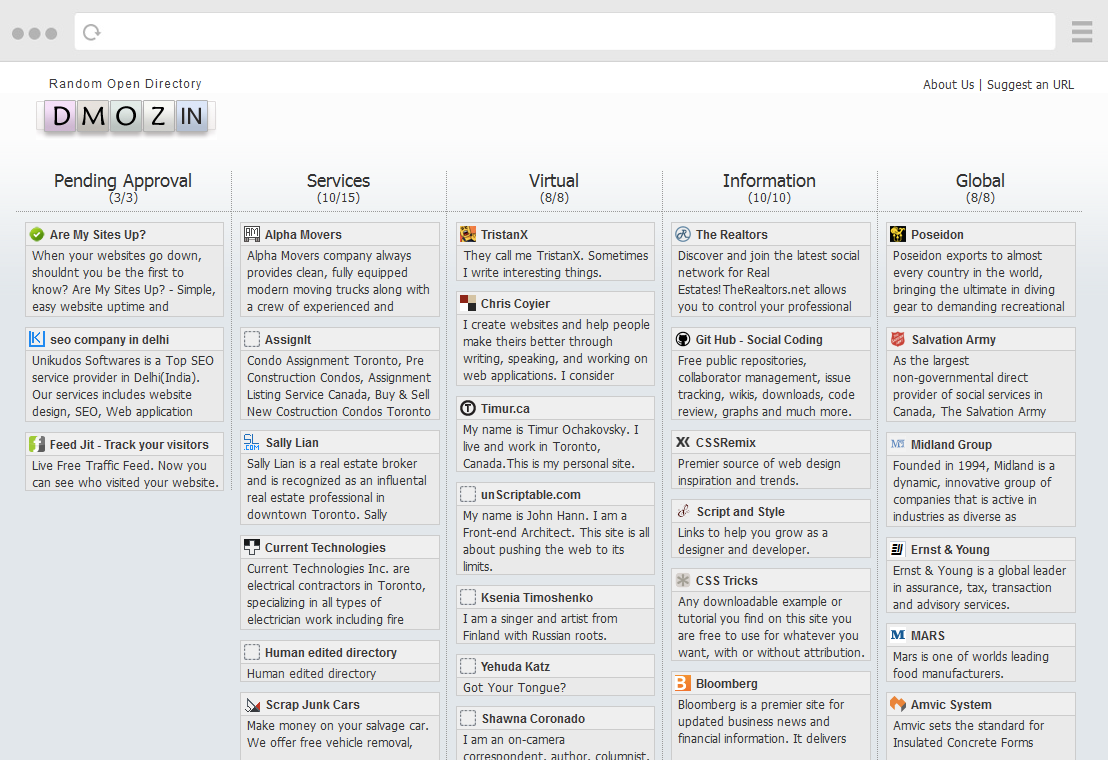 Random Open Directory
DMOZ IN
About Us | Suggest an URL
Pending Approval
(3/3)
Are My Sites Up?
When your websites go down,
shouldnt you be the first to
know? Are My Sites Up? - Simple,
easy website uptime and
seo company in delhi
Unikudos Softwares is a Top SEO
service provider in Delhi(India).
Our services includes website
design, SEO, Web application
Feed Jit - Track your visitors
Live Free Traffic Feed. Now you
can see who visited your website.
Services
(10/15)
AM
Alpha Movers
Alpha Movers company always
provides clean, fully equipped
modern moving trucks along with
a crew of experienced and
AssignIt
Condo Assignment Toronto, Pre
Construction Condos, Assignment
Listing Service Canada, Buy & Sell
New Costruction Condos Toronto
SL
.COM
Sally Lian
Sally Lian is a real estate broker
and is recognized as an influental
real estate professional in
downtown Toronto. Sally
Current Technologies
Current Technologies Inc. are
electrical contractors in Toronto,
specializing in all types of
electrician work including fire
Human edited directory
Human edited directory
Scrap Junk Cars
Make money on your salvage car.
We offer free vehicle removal,
Virtual
(8/8)
TristanX
They call me TristanX. Sometimes
I write interesting things.
Chris Coyier
I create websites and help people
make theirs better through
writing, speaking, and working on
web applications. I consider
Timur.ca
My name is Timur Ochakovsky. I
live and work in Toronto,
Canada.This is my personal site.
unScriptable.com
My name is John Hann. I am a
Front-end Architect. This site is all
about pushing the web to its
limits.
Ksenia Timoshenko
I am a singer and artist from
Finland with Russian roots.
Yehuda Katz
Got Your Tongue?
Shawna Coronado
I am an on-camera
correspondent, author, columnist,
Information
(10/10)
The Realtors
Discover and join the latest social
network for Real
Estates!TheRealtors.net allows
you to control your professional
Git Hub - Social Coding
Free public repositories,
collaborator management, issue
tracking, wikis, downloads, code
review, graphs and much more.
CSSRemix
Premier source of web design
inspiration and trends.
Script and Style
Links to help you grow as a
designer and developer.
CSS Tricks
Any downloadable example or
tutorial you find on this site you
are free to use for whatever you
want, with or without attribution.
B
Bloomberg
Bloomberg is a premier site for
updated business news and
financial information. It delivers
Global
(8/8)
Poseidon
Poseidon exports to almost
every country in the world,
bringing the ultimate in diving
gear to demanding recreational
Salvation Army
As the largest
non-governmental direct
provider of social services in
Canada, The Salvation Army
Midland Group
Founded in 1994, Midland is a
dynamic, innovative group of
companies that is active in
industries as diverse as
Ernst & Young
Ernst & Young is a global leader
in assurance, tax, transaction
and advisory services.
M
MARS
Mars is one of worlds leading
food manufacturers.
Amvic System
Amvic sets the standard for
Insulated Concrete Forms